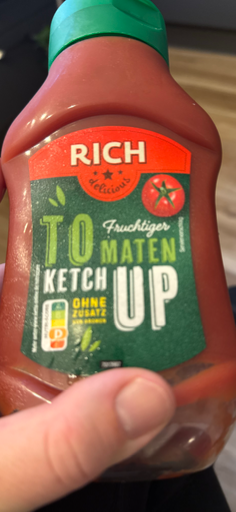 RICH
delicious
Fruchtiger
TO
MATEN
KETCH
UP
OHNE
ZUSATZ
D